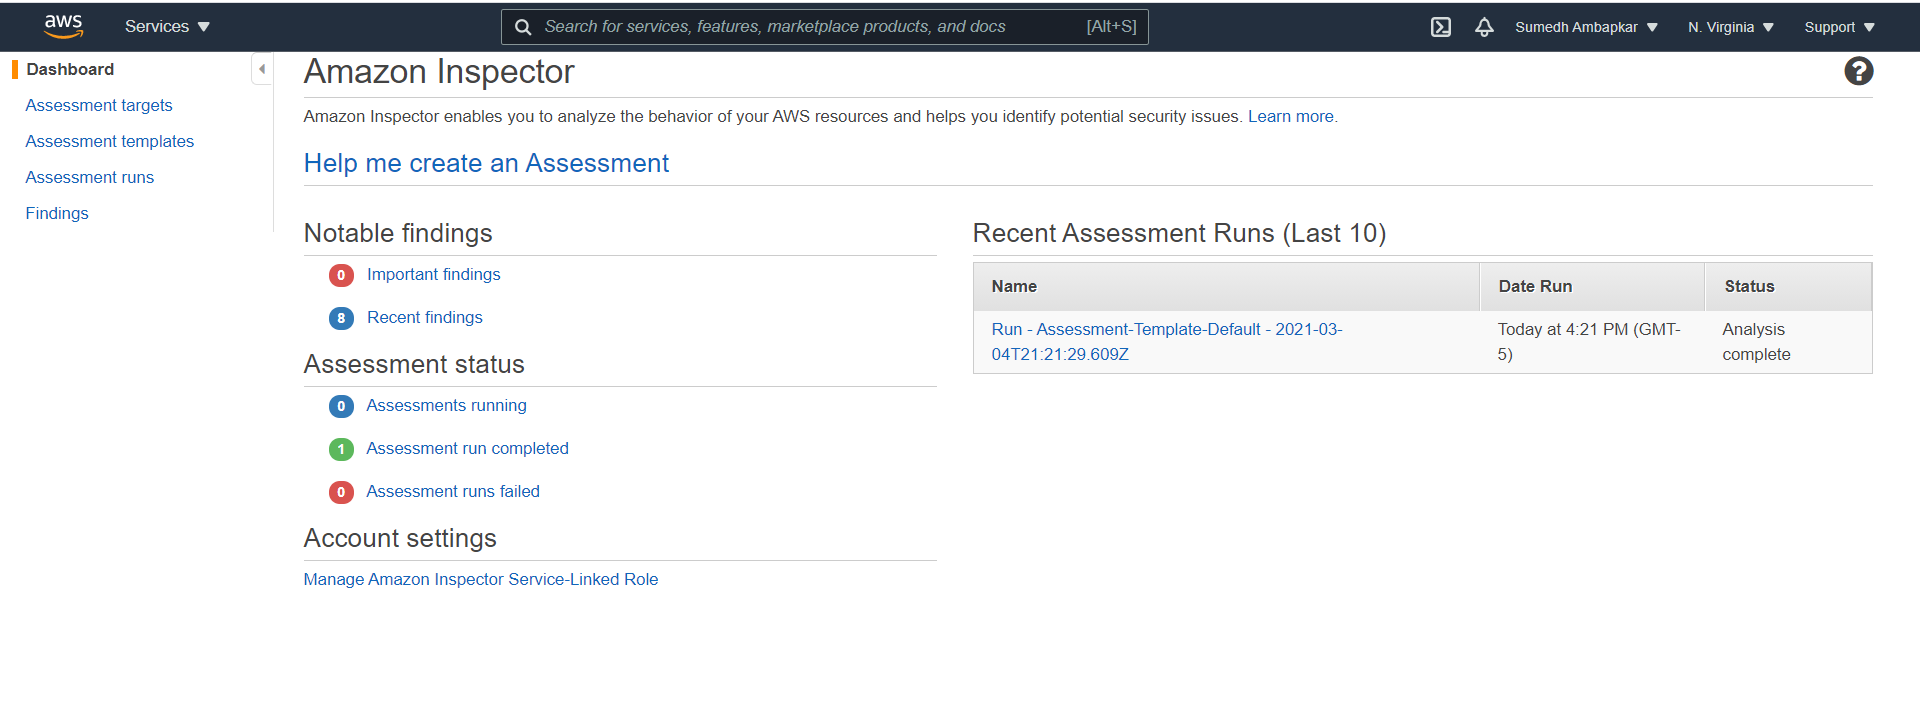 aws Services Search for services, features, marketplace products, and docs [Alt+S] Sumedh Ambapkar N. Virginia Support
Dashboard
Assessment targets
Assessment templates
Assessment runs
Findings
Amazon Inspector ?
Amazon Inspector enables you to analyze the behavior of your AWS resources and helps you identify potential security issues. Learn more.
Help me create an Assessment
Notable findings
0 Important findings
8 Recent findings
Assessment status
0 Assessments running
1 Assessment run completed
0 Assessment runs failed
Account settings
Manage Amazon Inspector Service-Linked Role
Recent Assessment Runs (Last 10)
Name Date Run Status
Run - Assessment-Template-Default - 2021-03- Today at 4:21 PM (GMT- Analysis
04T21:21:29.609Z 5) complete